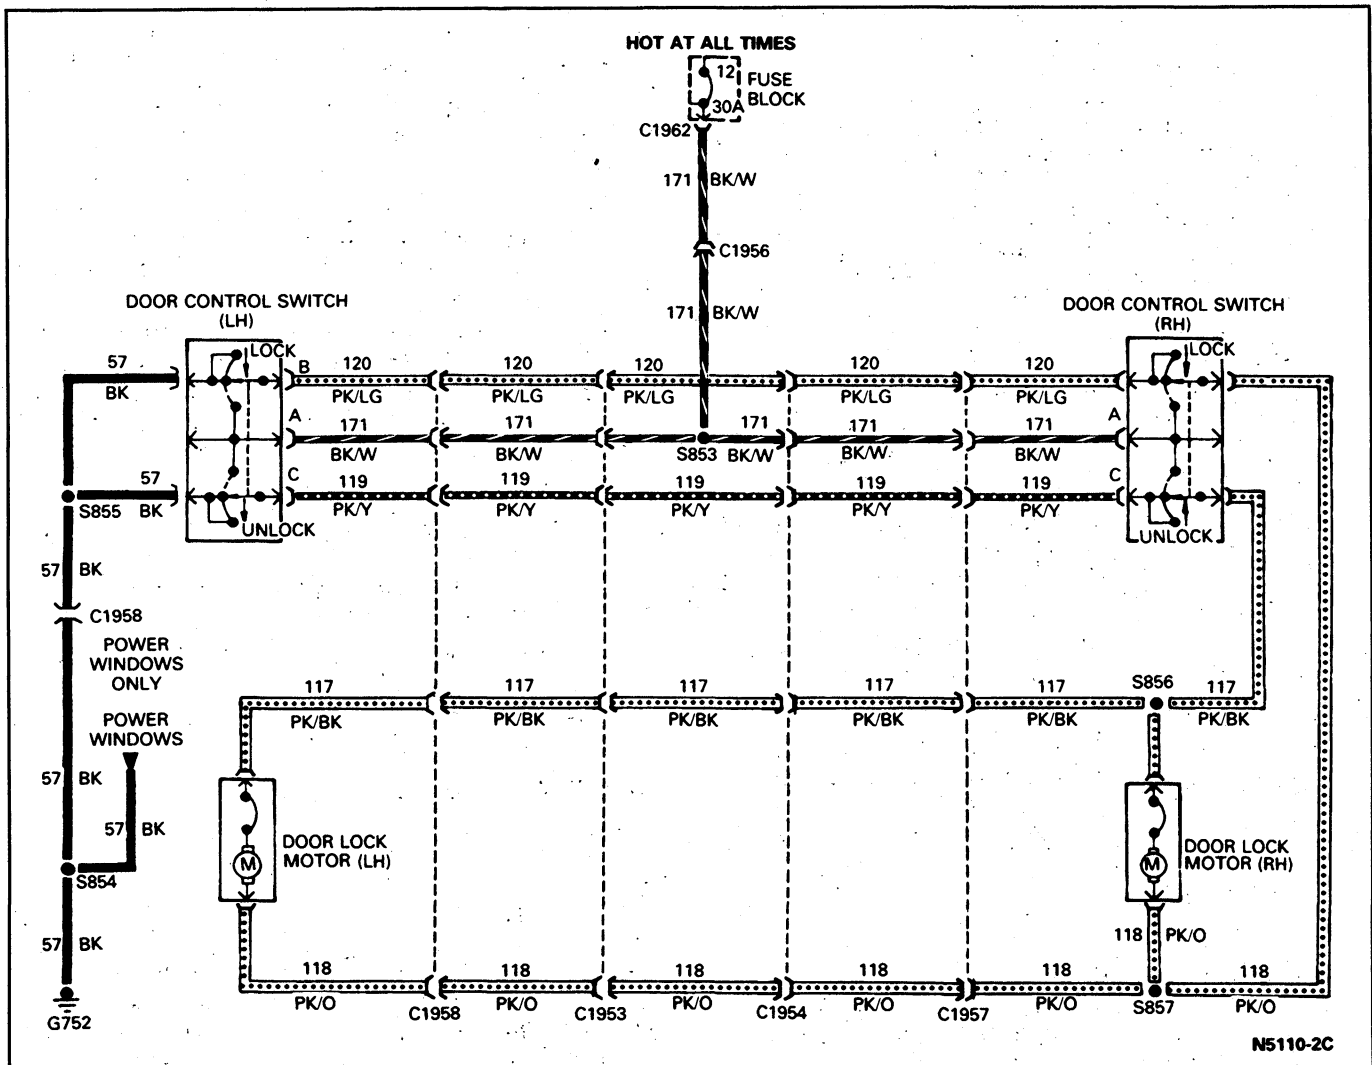 HOT AT ALL TIMES
12
30A
FUSE
BLOCK
C1962
171 BK/W
C1956
171 BK/W
DOOR CONTROL SWITCH
(LH)
DOOR CONTROL SWITCH
(RH)
LOCK
LOCK
57
BK
B
120
PK/LG
120
PK/LG
120
PK/LG
120
PK/LG
120
PK/LG
A
171
BK/W
171
BK/W
S853
171
BK/W
171
BK/W
171
BK/W
A
57
BK
S855
C
119
PK/Y
119
PK/Y
119
PK/Y
119
PK/Y
119
PK/Y
C
UNLOCK
UNLOCK
57 BK
C1958
POWER
WINDOWS
ONLY
POWER
WINDOWS
117
PK/BK
117
PK/BK
117
PK/BK
117
PK/BK
117
PK/BK
S856
117
PK/BK
57 BK
57 BK
S854
M
DOOR LOCK
MOTOR (LH)
M
DOOR LOCK
MOTOR (RH)
57 BK
G752
118 PK/O
118
PK/O
118
PK/O
118
PK/O
118
PK/O
118
PK/O
118
PK/O
C1958
C1953
C1954
C1957
S857
N5110-2C